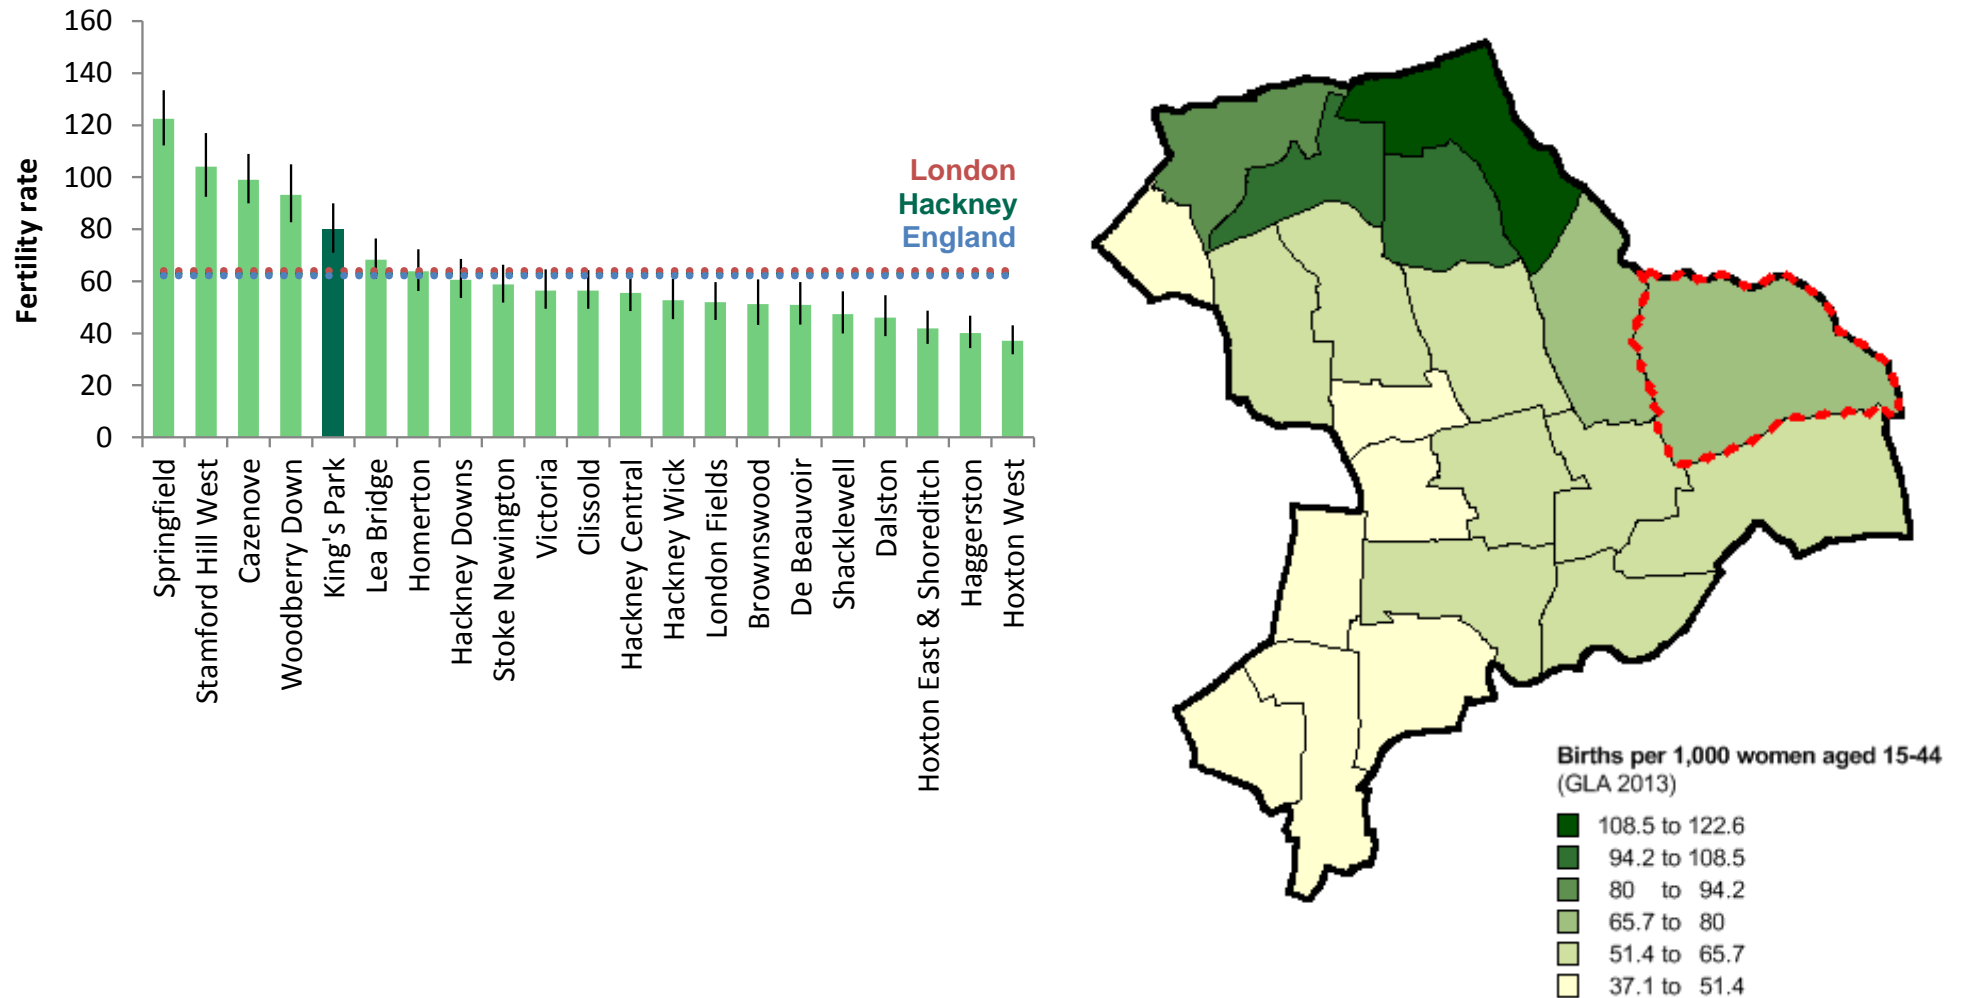 160
140
120
100
80
60
40
20
0
Fertility rate
London
Hackney
England
Springfield
Stamford Hill West
Cazenove
Woodberry Down
King's Park
Lea Bridge
Homerton
Hackney Downs
Stoke Newington
Victoria
Clissold
Hackney Central
Hackney Wick
London Fields
Brownswood
De Beauvoir
Shacklewell
Dalston
Hoxton East & Shoreditch
Haggerston
Hoxton West
Births per 1,000 women aged 15-44
(GLA 2013)
108.5 to 122.6
94.2 to 108.5
80 to 94.2
65.7 to 80
51.4 to 65.7
37.1 to 51.4